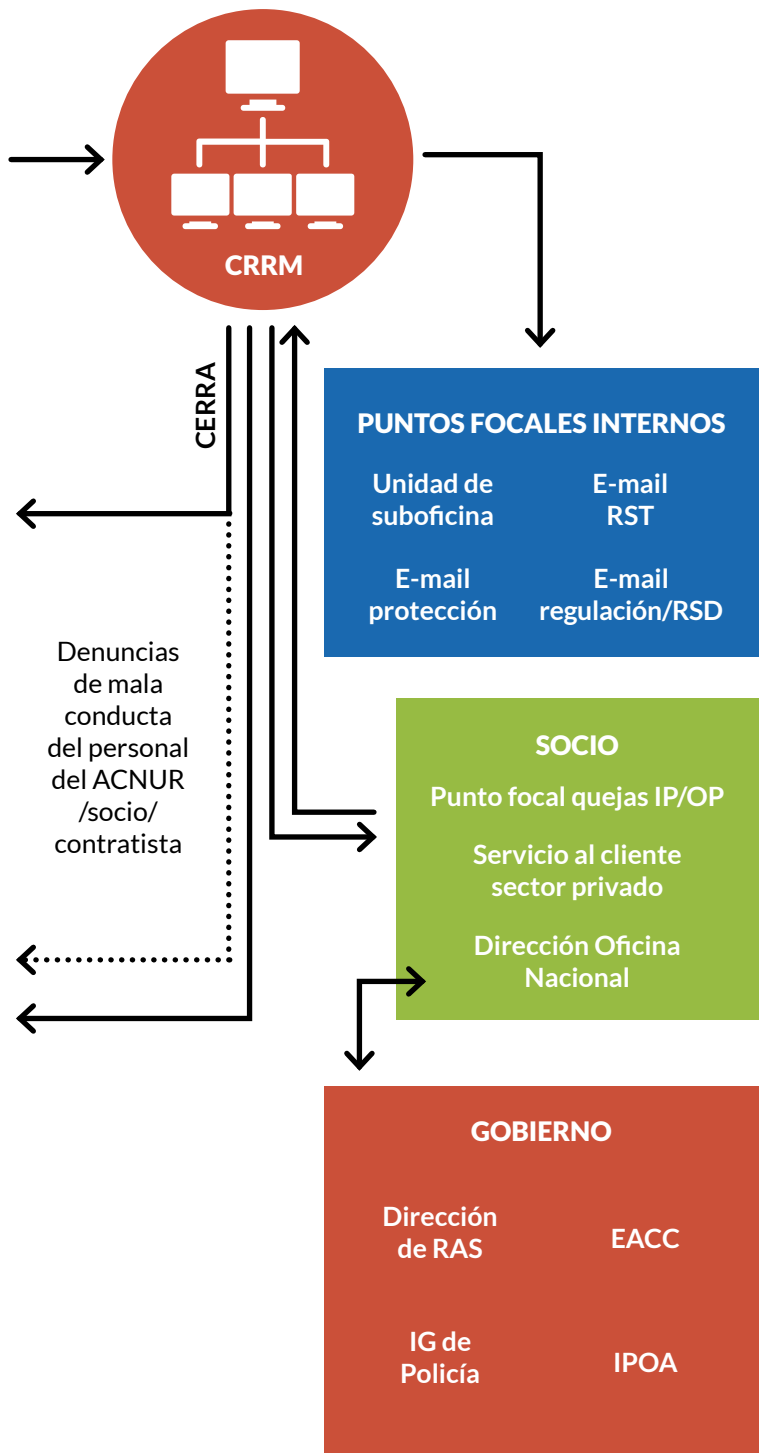 CRRM
CERRA
PUNTOS FOCALES INTERNOS
Unidad de
suboficina
E-mail
RST
E-mail
protección
E-mail
regulación/RSD
Denuncias
de mala
conducta
del personal
del ACNUR
/socio/
contratista
SOCIO
Punto focal quejas IP/OP
Servicio al cliente
sector privado
Dirección Oficina
Nacional
GOBIERNO
Dirección
de RAS
EACC
IG de
Policía
IPOA